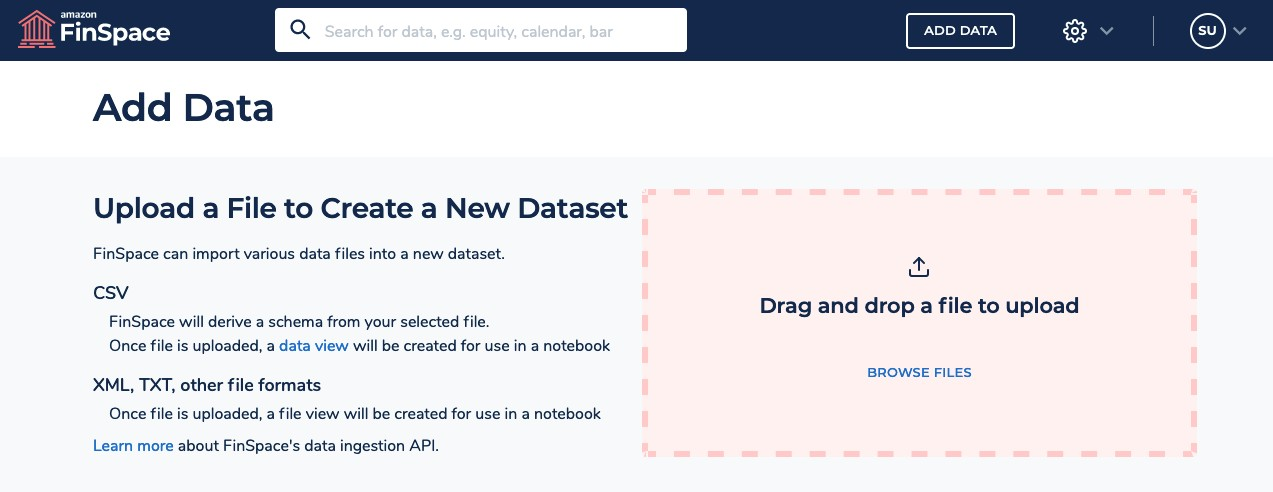 amazon
FinSpace
Search for data, e.g. equity, calendar, bar
ADD DATA
SU
Add Data
Upload a File to Create a New Dataset
FinSpace can import various data files into a new dataset.
CSV
FinSpace will derive a schema from your selected file.
Once file is uploaded, a data view will be created for use in a notebook
XML, TXT, other file formats
Once file is uploaded, a file view will be created for use in a notebook
Learn more about FinSpace's data ingestion API.
Drag and drop a file to upload
BROWSE FILES